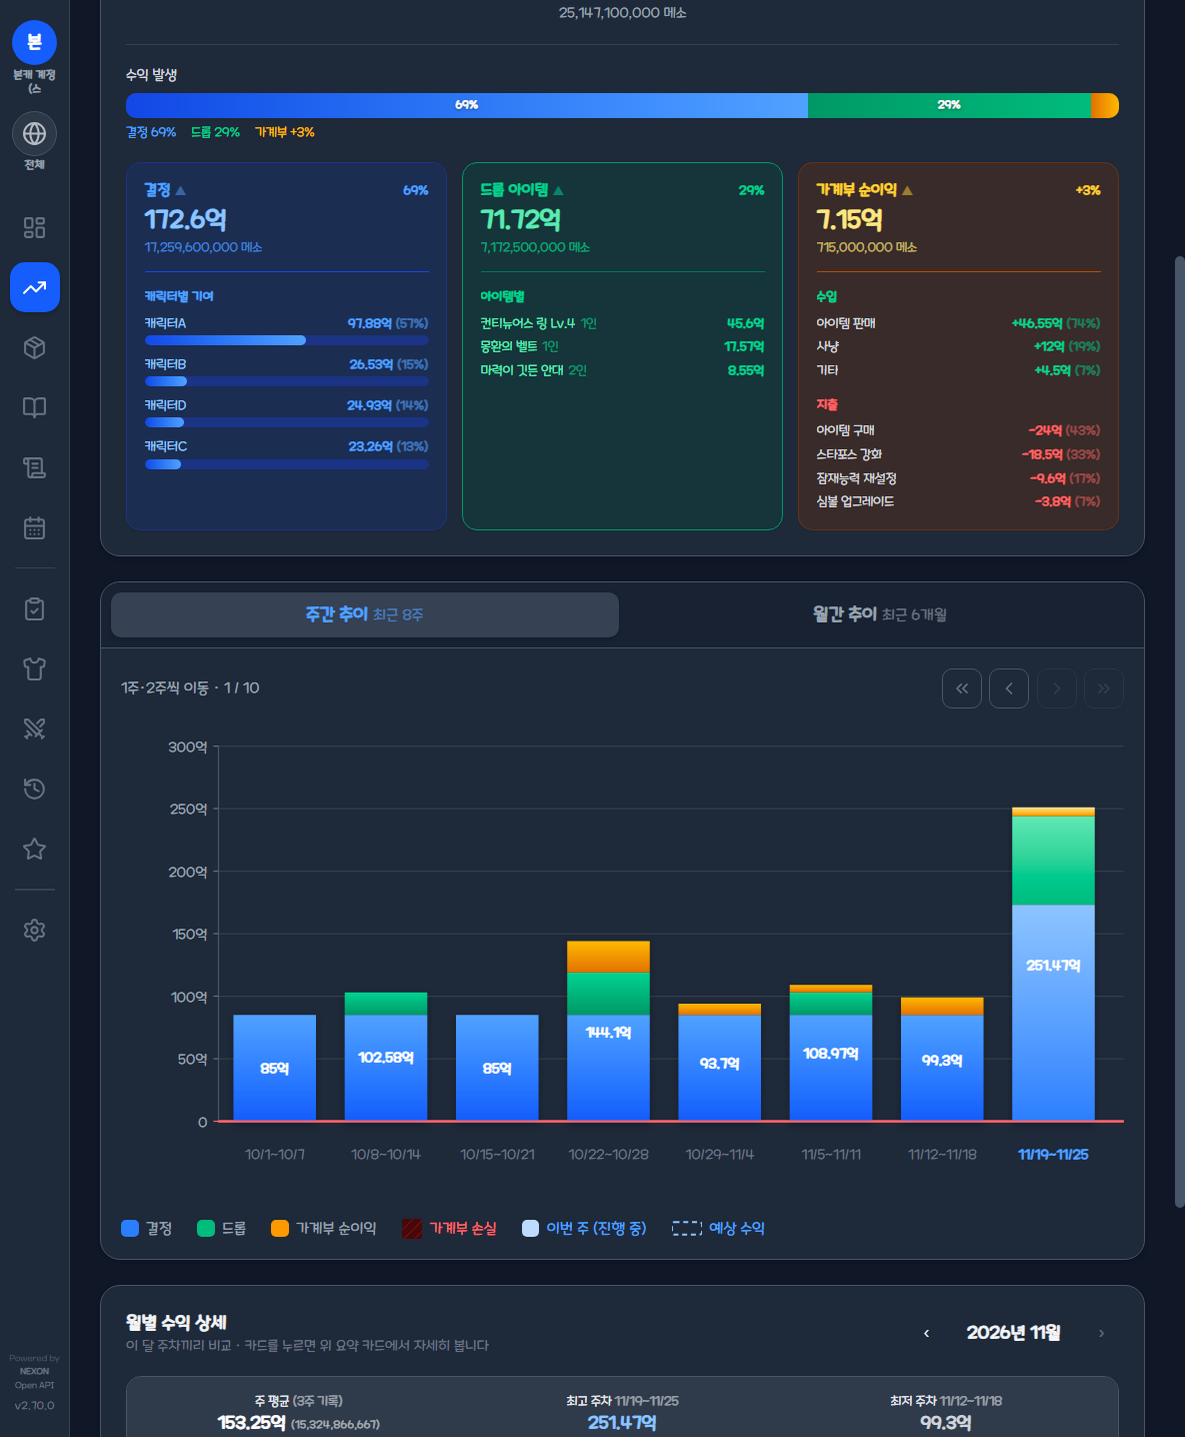 본
본캐 계정
(스
전체
Powered by
NEXON
Open API
v2.70.0
25,147,100,000 메소
수익 발생
69%
29%
결정 69% 드롭 29% 가계부 +3%
결정 ▲ 69%
172.6억
17,259,600,000 메소
캐릭터별 기여
캐릭터A 97.88억 (57%)
캐릭터B 26.53억 (15%)
캐릭터D 24.93억 (14%)
캐릭터C 23.26억 (13%)
드롭 아이템 ▲ 29%
71.72억
7,172,500,000 메소
아이템별
컨티뉴어스 링 Lv.4 1인 45.6억
몽환의 벨트 1인 17.57억
마력이 깃든 안대 2인 8.55억
가계부 순이익 ▲ +3%
7.15억
715,000,000 메소
수입
아이템 판매 +46.55억 (74%)
사냥 +12억 (19%)
기타 +4.5억 (7%)
지출
아이템 구매 -24억 (43%)
스타포스 강화 -18.5억 (33%)
잠재능력 재설정 -9.6억 (17%)
심볼 업그레이드 -3.8억 (7%)
주간 추이 최근 8주
월간 추이 최근 6개월
1주·2주씩 이동 · 1 / 10
300억
250억
200억
150억
100억
50억
0
85억
102.58억
85억
144.1억
93.7억
108.97억
99.3억
251.47억
10/1~10/7
10/8~10/14
10/15~10/21
10/22~10/28
10/29~11/4
11/5~11/11
11/12~11/18
11/19~11/25
결정
드롭
가계부 순이익
가계부 손실
이번 주 (진행 중)
예상 수익
월별 수익 상세
이 달 주차끼리 비교 · 카드를 누르면 위 요약 카드에서 자세히 봅니다
‹ 2026년 11월 ›
주 평균 (3주 기록)
153.25억 (15,324,866,667)
최고 주차 11/19~11/25
251.47억
최저 주차 11/12~11/18
99.3억